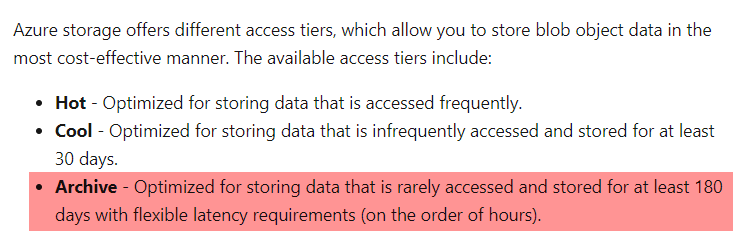 Azure storage offers different access tiers, which allow you to store blob object data in the
most cost-effective manner. The available access tiers include:
• Hot - Optimized for storing data that is accessed frequently.
• Cool - Optimized for storing data that is infrequently accessed and stored for at least
30 days.
• Archive - Optimized for storing data that is rarely accessed and stored for at least 180
days with flexible latency requirements (on the order of hours).